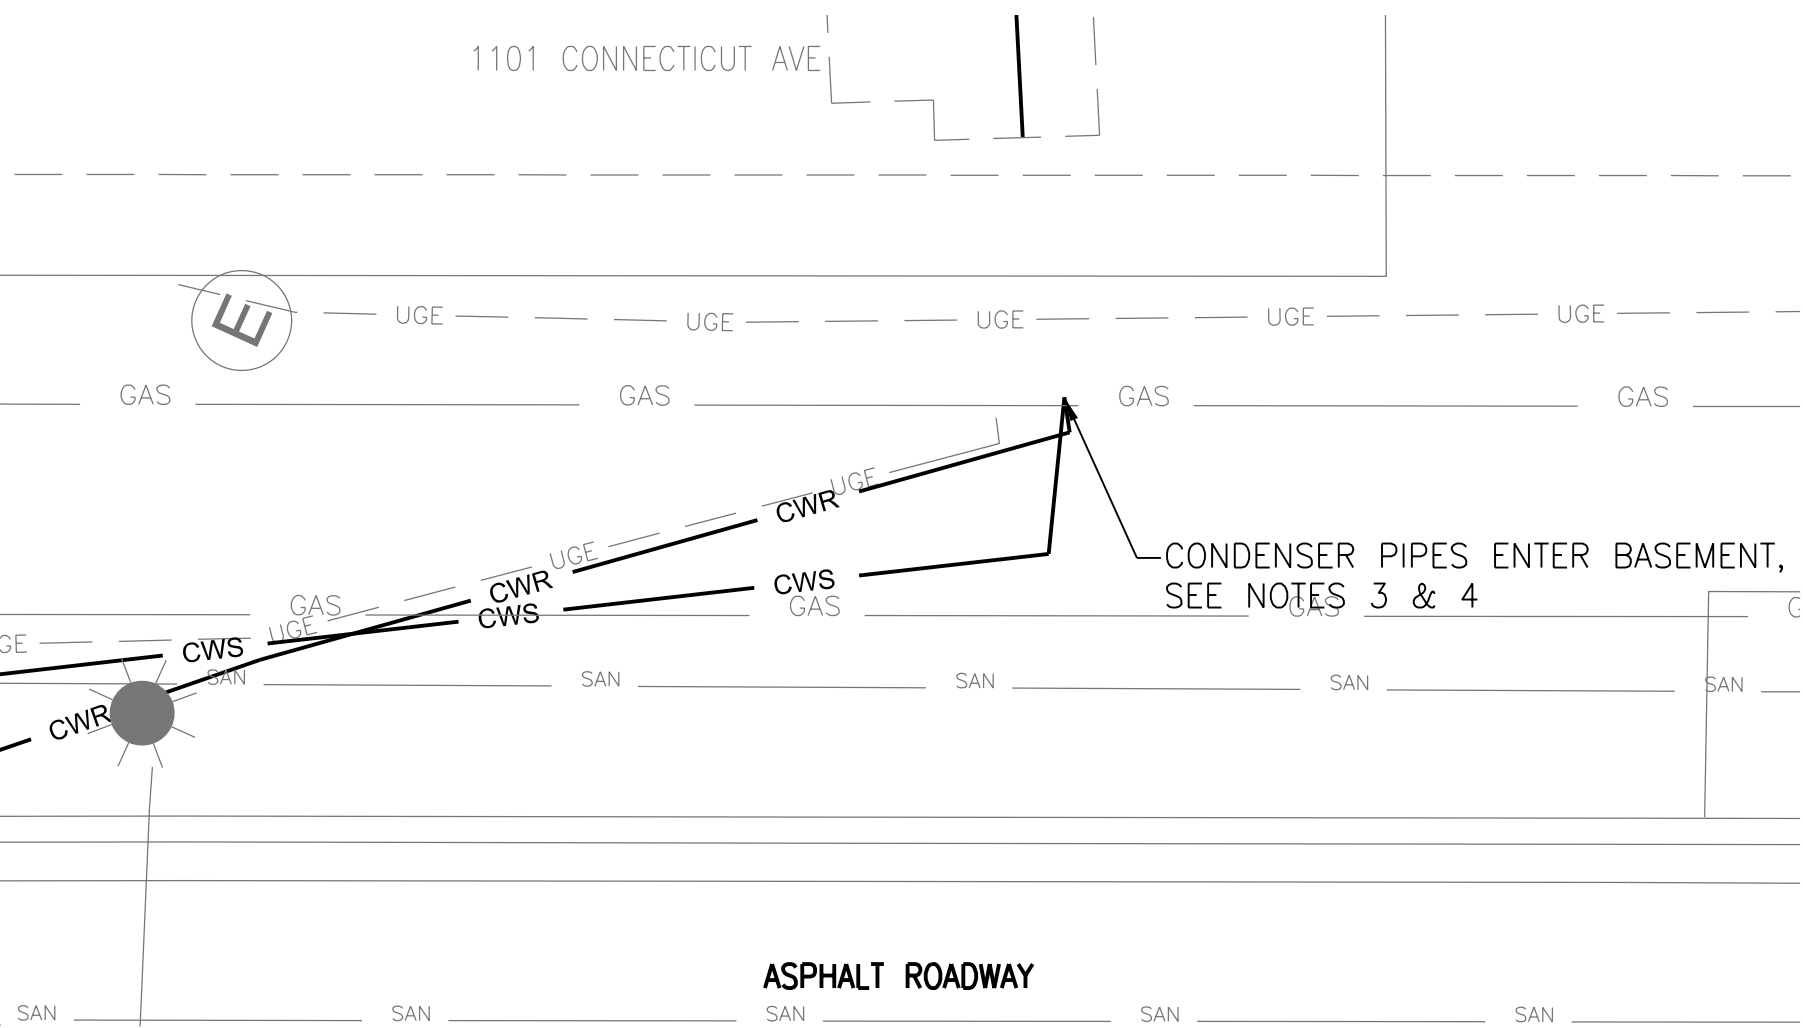 1101 CONNECTICUT AVE
E
UGE UGE UGE UGE UGE
GAS GAS GAS GAS
UGE
CWR
UGE
CWR
CWS
CWS
CONDENSER PIPES ENTER BASEMENT,
SEE NOTES 3 & 4
GAS GAS GAS G
GE
UGE
CWS
SAN SAN SAN SAN SAN
CWR
ASPHALT ROADWAY
SAN SAN SAN SAN SAN